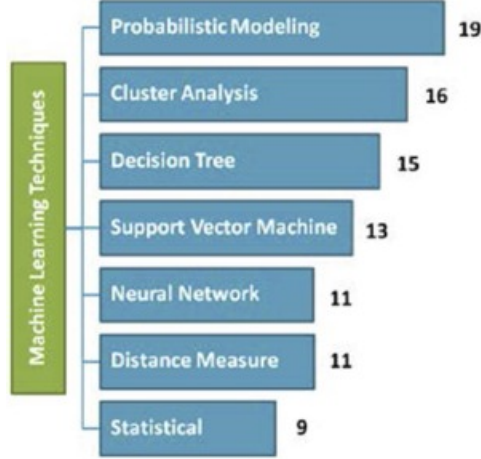 Machine Learning Techniques
Probabilistic Modeling 19
Cluster Analysis 16
Decision Tree 15
Support Vector Machine 13
Neural Network 11
Distance Measure 11
Statistical 9